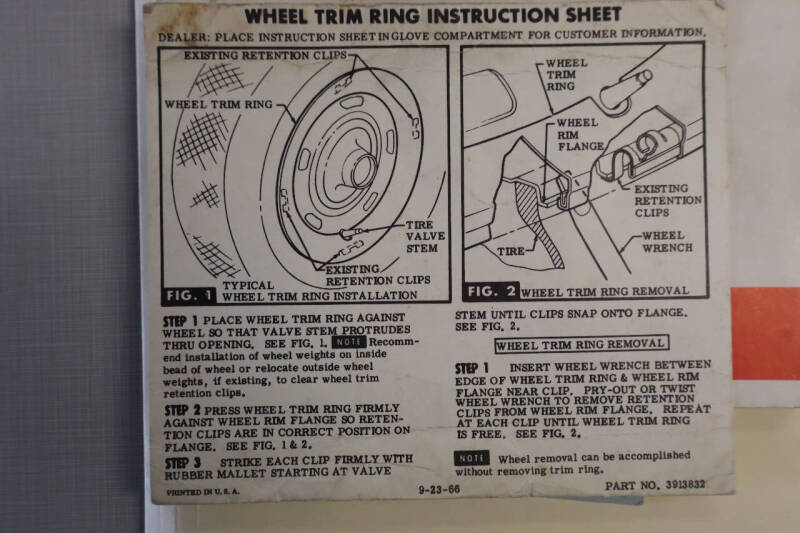 WHEEL TRIM RING INSTRUCTION SHEET
DEALER: PLACE INSTRUCTION SHEET IN GLOVE COMPARTMENT FOR CUSTOMER INFORMATION.
EXISTING RETENTION CLIPS
WHEEL TRIM RING
TIRE
VALVE
STEM
EXISTING
RETENTION CLIPS
FIG. 1
TYPICAL
WHEEL TRIM RING INSTALLATION
WHEEL
TRIM
RING
WHEEL
RIM
FLANGE
EXISTING
RETENTION
CLIPS
WHEEL
WRENCH
TIRE
FIG. 2 WHEEL TRIM RING REMOVAL
STEP 1 PLACE WHEEL TRIM RING AGAINST
WHEEL SO THAT VALVE STEM PROTRUDES
THRU OPENING. SEE FIG. 1. NOTE Recomm-
end installation of wheel weights on inside
bead of wheel or relocate outside wheel
weights, if existing, to clear wheel trim
retention clips.
STEP 2 PRESS WHEEL TRIM RING FIRMLY
AGAINST WHEEL RIM FLANGE SO RETEN-
TION CLIPS ARE IN CORRECT POSITION ON
FLANGE. SEE FIG. 1 & 2.
STEP 3 STRIKE EACH CLIP FIRMLY WITH
RUBBER MALLET STARTING AT VALVE
STEM UNTIL CLIPS SNAP ONTO FLANGE.
SEE FIG. 2.
WHEEL TRIM RING REMOVAL
STEP 1 INSERT WHEEL WRENCH BETWEEN
EDGE OF WHEEL TRIM RING & WHEEL RIM
FLANGE NEAR CLIP. PRY-OUT OR TWIST
WHEEL WRENCH TO REMOVE RETENTION
CLIPS FROM WHEEL RIM FLANGE. REPEAT
AT EACH CLIP UNTIL WHEEL TRIM RING
IS FREE. SEE FIG. 2.
NOTE Wheel removal can be accomplished
without removing trim ring.
PRINTED IN U.S.A. 9-23-66 PART NO. 3913832